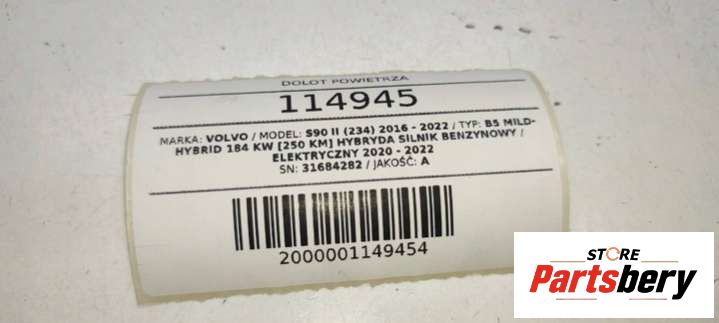 DOLOT POWIETRZA
114945
MARKA: VOLVO / MODEL: S90 II (234) 2016 - 2022 / TYP: B5 MILD-
HYBRID 184 KW [250 KM] HYBRYDA SILNIK BENZYNOWY /
ELEKTRYCZNY 2020 - 2022
SN: 31684282 / JAKOŚĆ: A
2000001149454
STORE
Partsbery